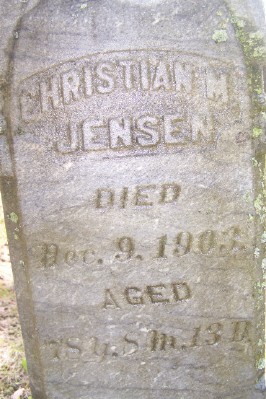 CHRISTIAN M.
JENSEN
DIED
Dec. 9, 1903.
AGED
78 y. 8 m. 13 D